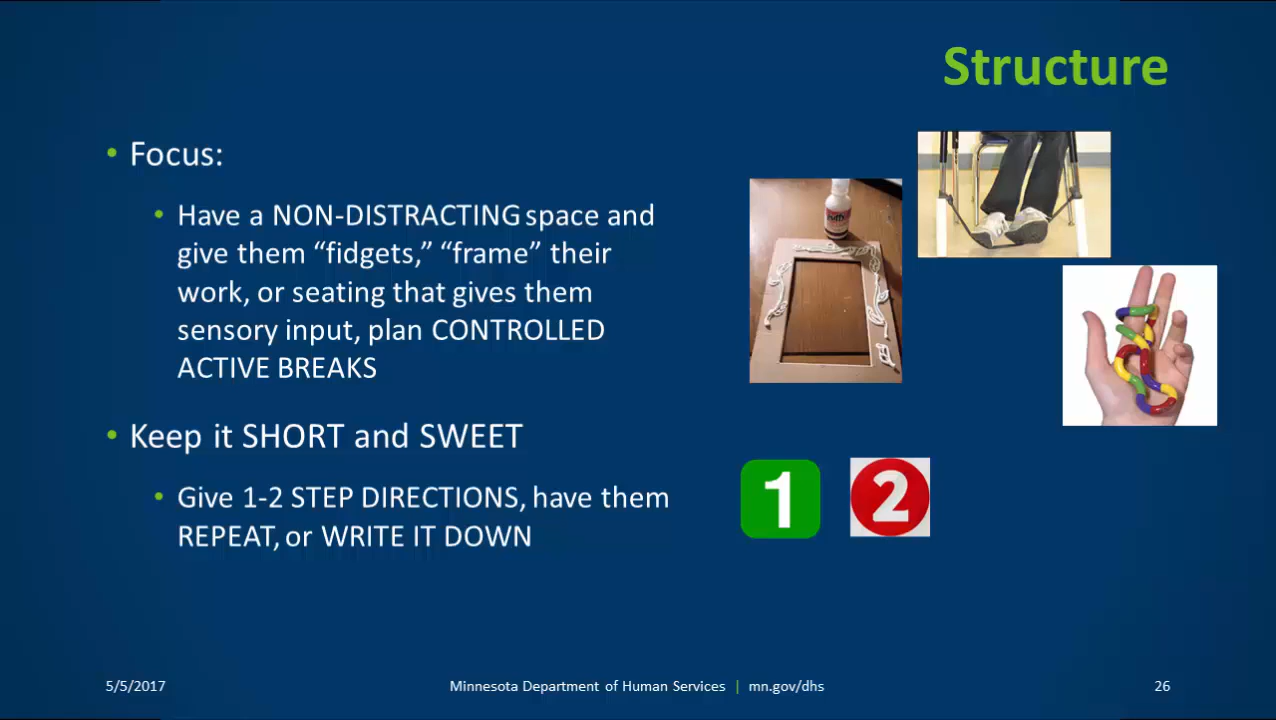 Structure
• Focus:
• Have a NON-DISTRACTING space and
give them “fidgets,” “frame” their
work, or seating that gives them
sensory input, plan CONTROLLED
ACTIVE BREAKS
• Keep it SHORT and SWEET
• Give 1-2 STEP DIRECTIONS, have them
REPEAT, or WRITE IT DOWN
1 2
5/5/2017 Minnesota Department of Human Services | mn.gov/dhs 26